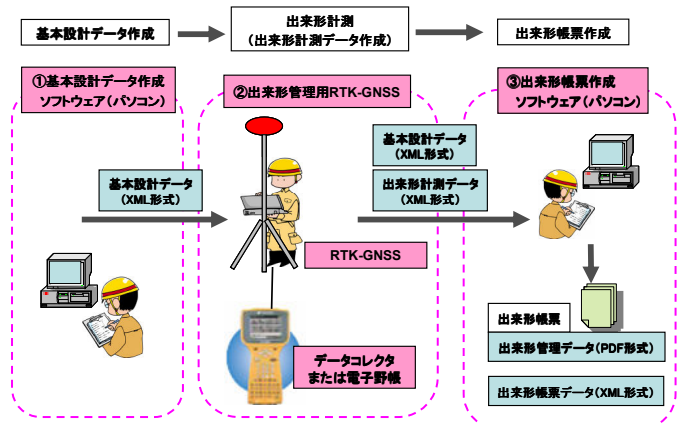 基本設計データ作成
出来形計測
(出来形計測データ作成)
出来形帳票作成
①基本設計データ作成
ソフトウェア(パソコン)
②出来形管理用RTK-GNSS
③出来形帳票作成
ソフトウェア(パソコン)
基本設計データ
(XML形式)
基本設計データ
(XML形式)
出来形計測データ
(XML形式)
RTK-GNSS
データコレクタ
または電子野帳
出来形帳票
出来形管理データ(PDF形式)
出来形帳票データ(XML形式)